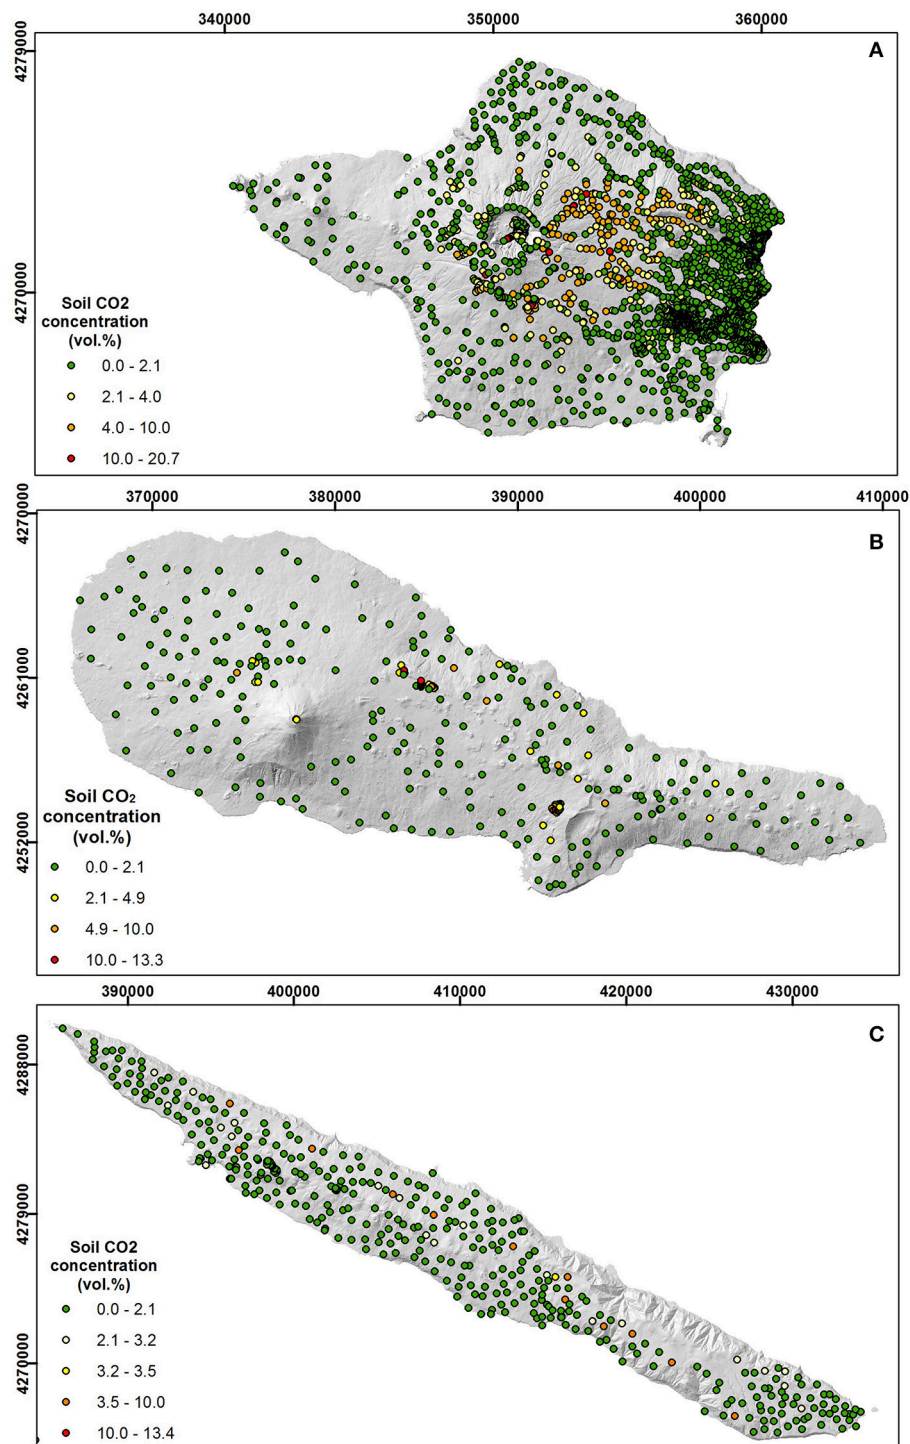 340000 350000 360000
A
4279000
4270000
Soil CO2
concentration
(vol.%)
0.0 - 2.1
2.1 - 4.0
4.0 - 10.0
10.0 - 20.7
370000 380000 390000 400000 410000
B
4270000
4261000
4252000
Soil CO2
concentration
(vol.%)
0.0 - 2.1
2.1 - 4.9
4.9 - 10.0
10.0 - 13.3
390000 400000 410000 420000 430000
C
4288000
4279000
4270000
Soil CO2
concentration
(vol.%)
0.0 - 2.1
2.1 - 3.2
3.2 - 3.5
3.5 - 10.0
10.0 - 13.4